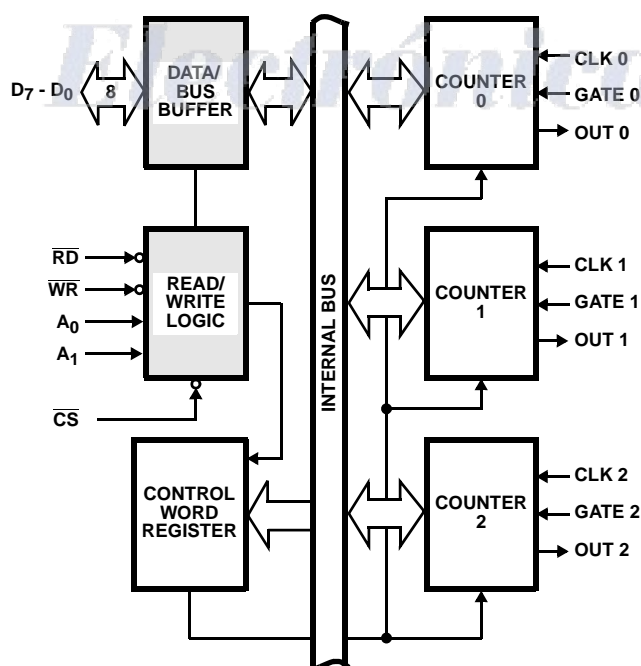 Electrónica
D7 - D0
8
DATA/
BUS
BUFFER
COUNTER
0
CLK 0
GATE 0
OUT 0
RD
WR
A0
A1
CS
READ/
WRITE
LOGIC
INTERNAL BUS
COUNTER
1
CLK 1
GATE 1
OUT 1
CONTROL
WORD
REGISTER
COUNTER
2
CLK 2
GATE 2
OUT 2